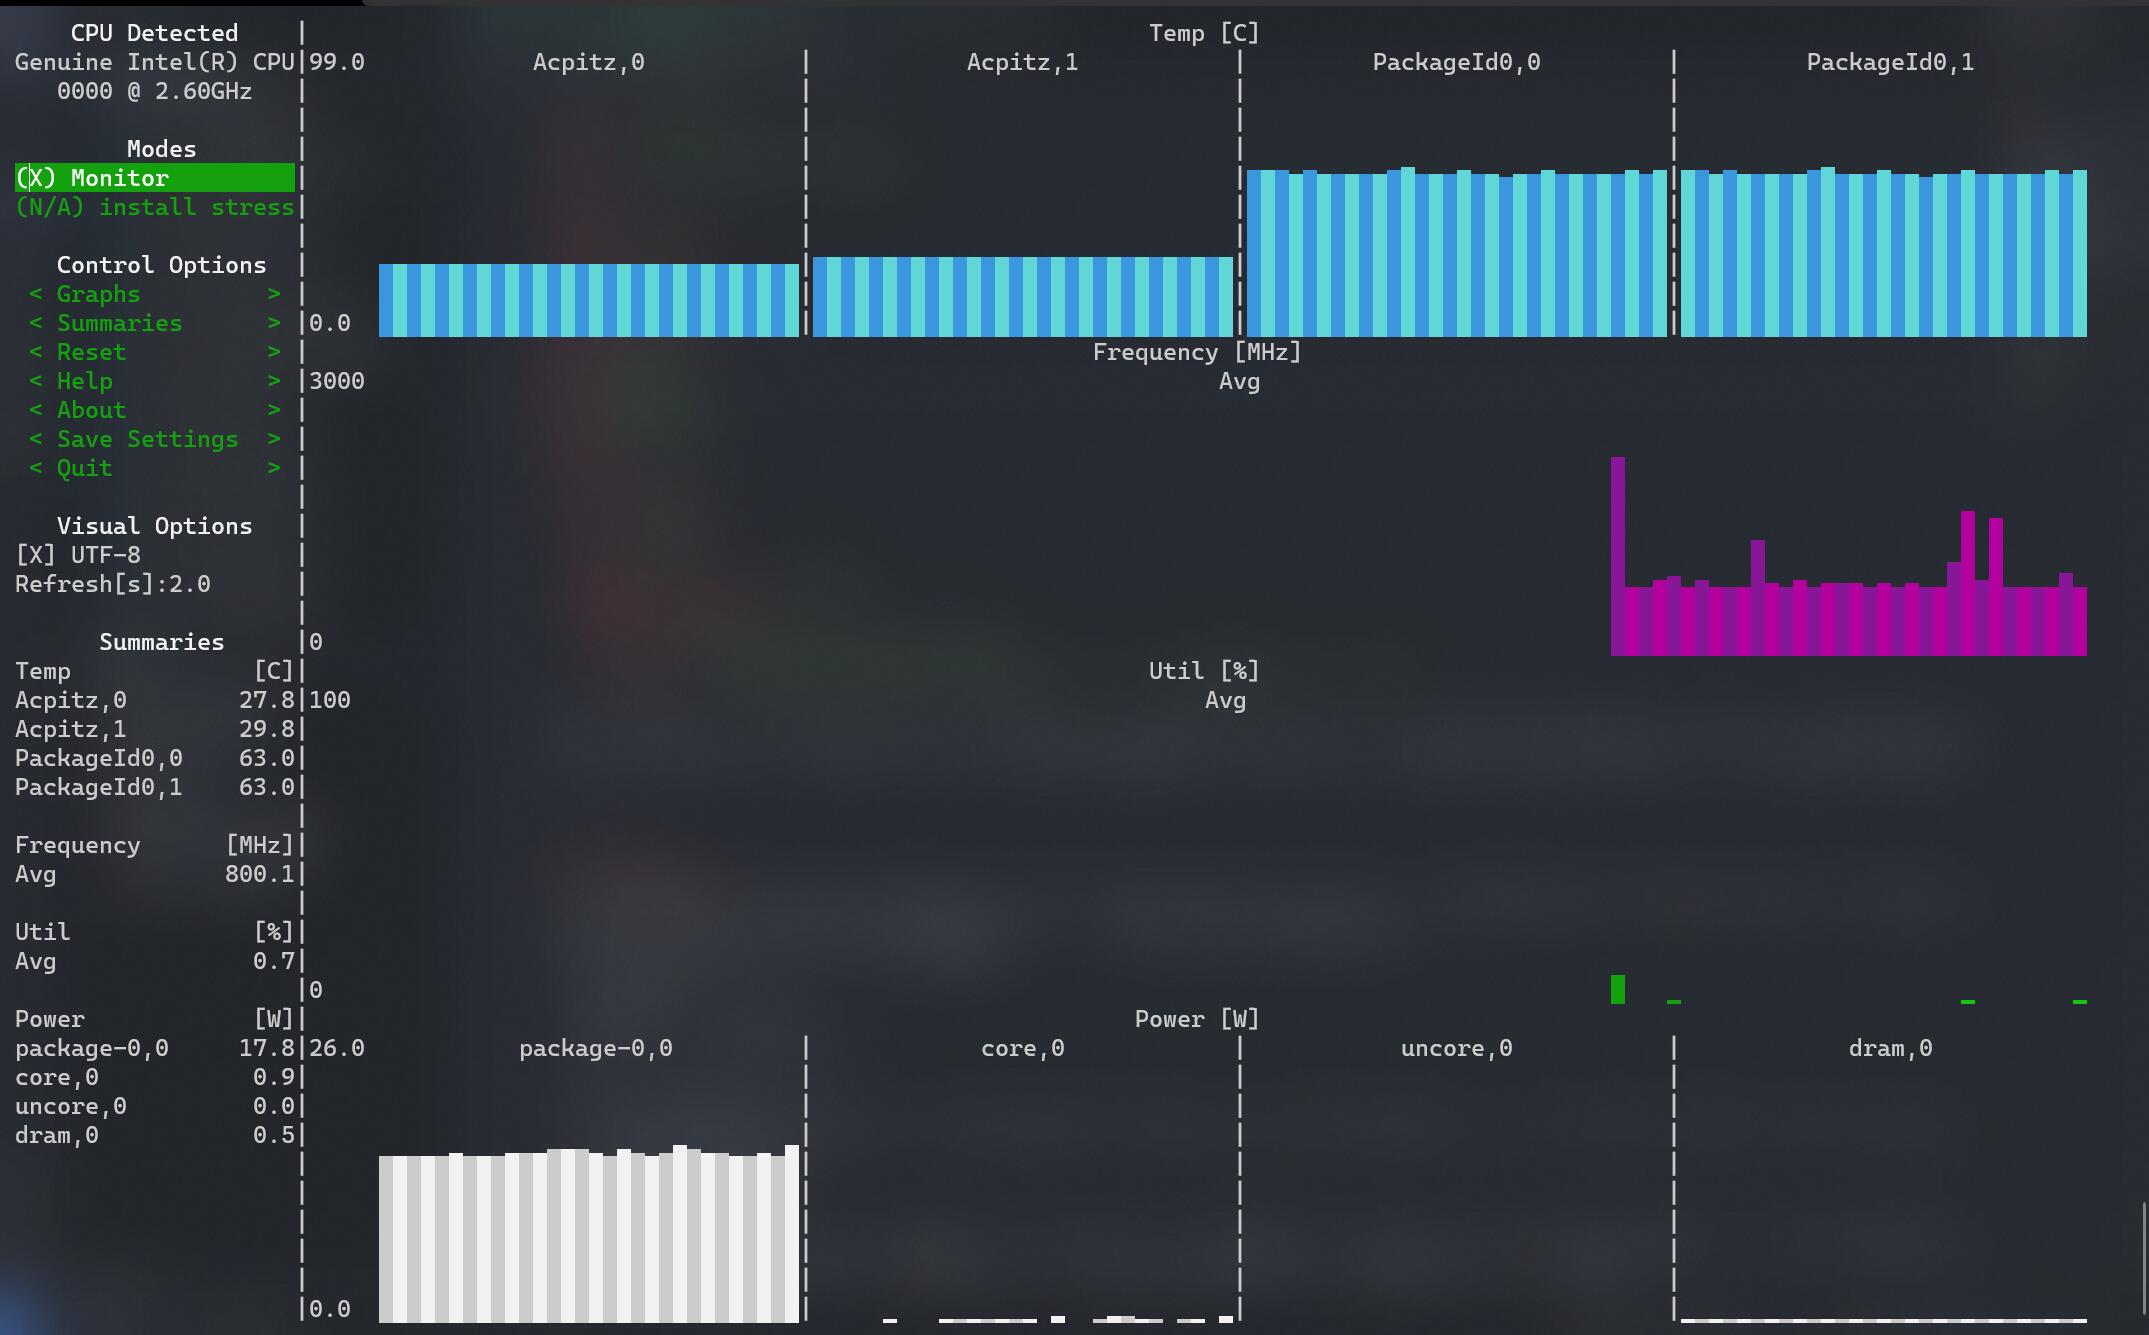 CPU Detected
Genuine Intel(R) CPU
0000 @ 2.60GHz
Modes
(X) Monitor
(N/A) install stress
Control Options
< Graphs >
< Summaries >
< Reset >
< Help >
< About >
< Save Settings >
< Quit >
Visual Options
[X] UTF-8
Refresh[s]:2.0
Summaries
Temp [C]
Acpitz,0 27.8
Acpitz,1 29.8
PackageId0,0 63.0
PackageId0,1 63.0
Frequency [MHz]
Avg 800.1
Util [%]
Avg 0.7
Power [W]
package-0,0 17.8
core,0 0.9
uncore,0 0.0
dram,0 0.5
Temp [C]
99.0 Acpitz,0 Acpitz,1 PackageId0,0 PackageId0,1
0.0
Frequency [MHz]
3000 Avg
0
Util [%]
100 Avg
0
Power [W]
26.0 package-0,0 core,0 uncore,0 dram,0
0.0